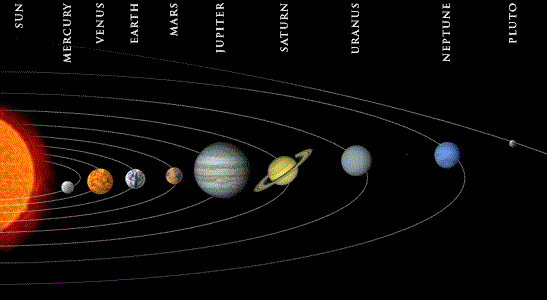 SUN
MERCURY
VENUS
EARTH
MARS
JUPITER
SATURN
URANUS
NEPTUNE
PLUTO